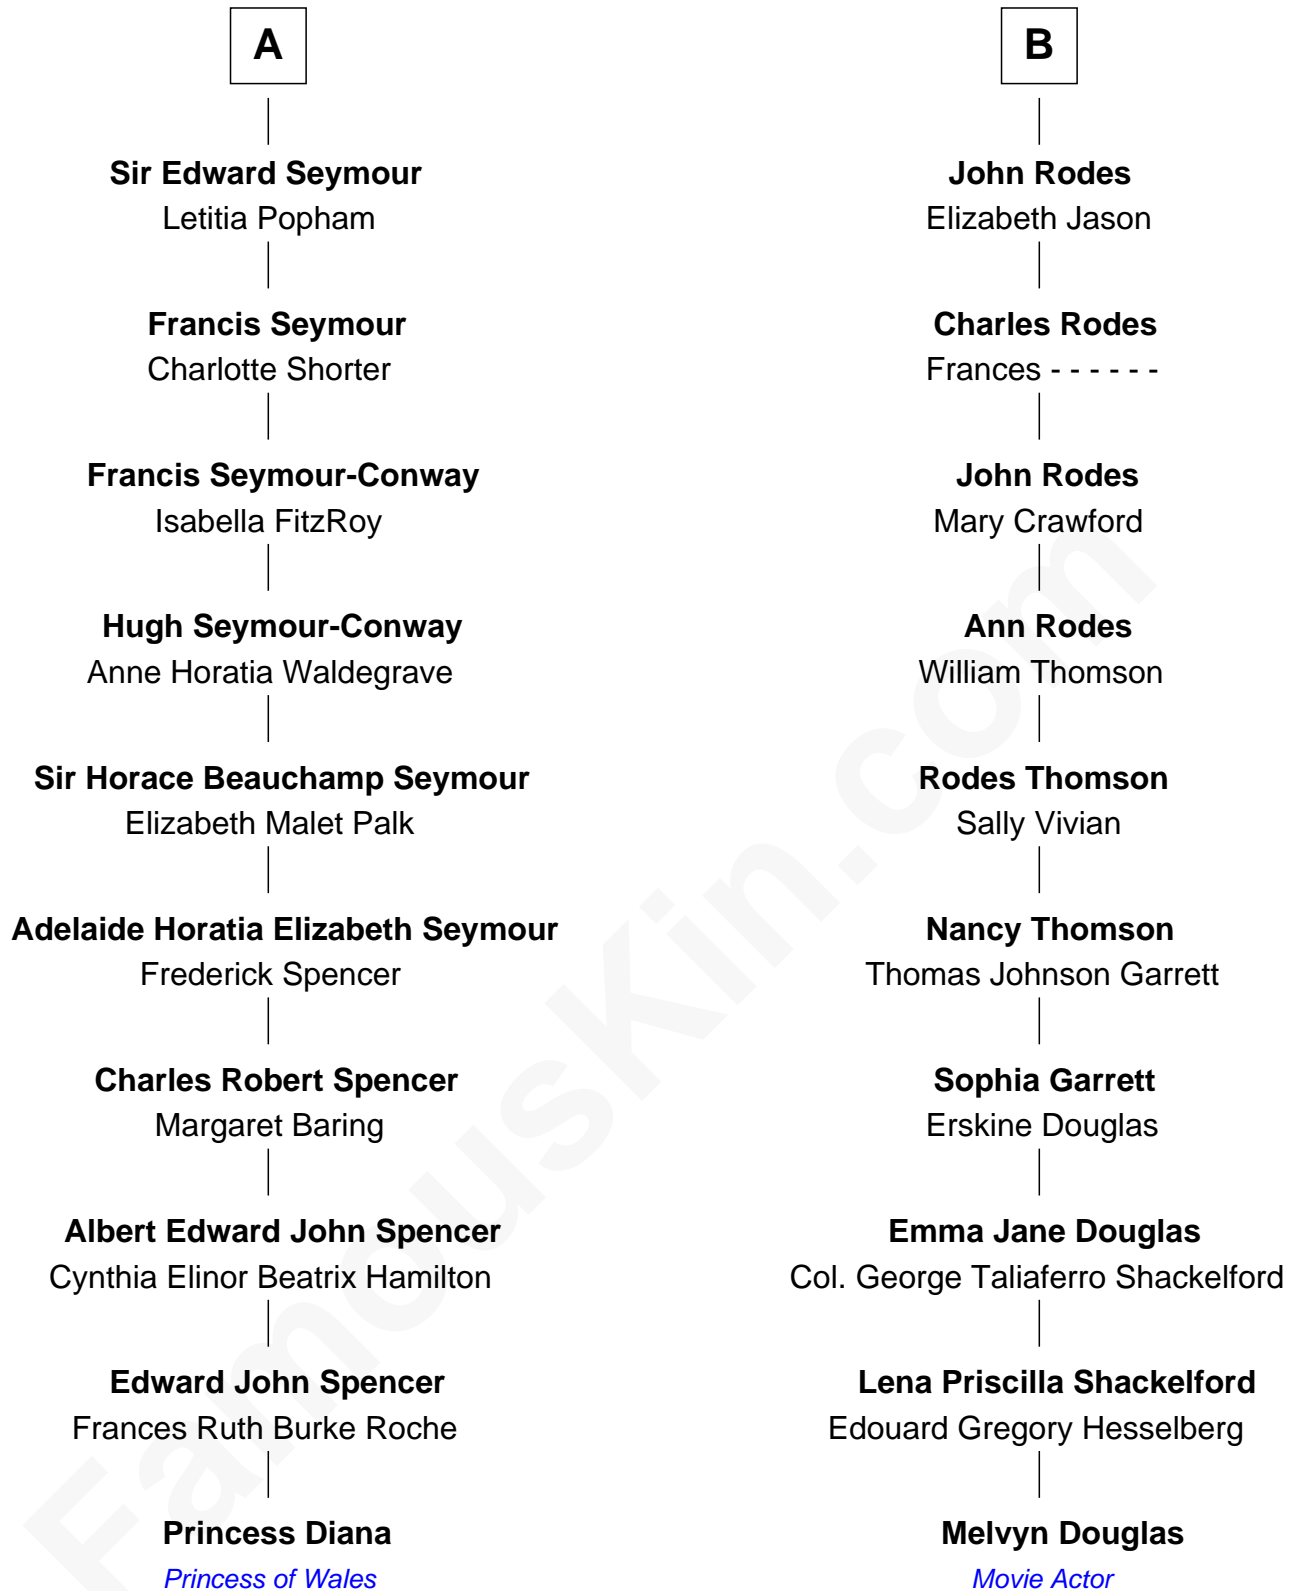 A
Sir Edward Seymour
Letitia Popham
Francis Seymour
Charlotte Shorter
Francis Seymour-Conway
Isabella FitzRoy
Hugh Seymour-Conway
Anne Horatia Waldegrave
Sir Horace Beauchamp Seymour
Elizabeth Malet Palk
Adelaide Horatia Elizabeth Seymour
Frederick Spencer
Charles Robert Spencer
Margaret Baring
Albert Edward John Spencer
Cynthia Elinor Beatrix Hamilton
Edward John Spencer
Frances Ruth Burke Roche
Princess Diana
Princess of Wales
B
John Rodes
Elizabeth Jason
Charles Rodes
Frances - - - - - -
John Rodes
Mary Crawford
Ann Rodes
William Thomson
Rodes Thomson
Sally Vivian
Nancy Thomson
Thomas Johnson Garrett
Sophia Garrett
Erskine Douglas
Emma Jane Douglas
Col. George Taliaferro Shackelford
Lena Priscilla Shackelford
Edouard Gregory Hesselberg
Melvyn Douglas
Movie Actor
FamousKin.com